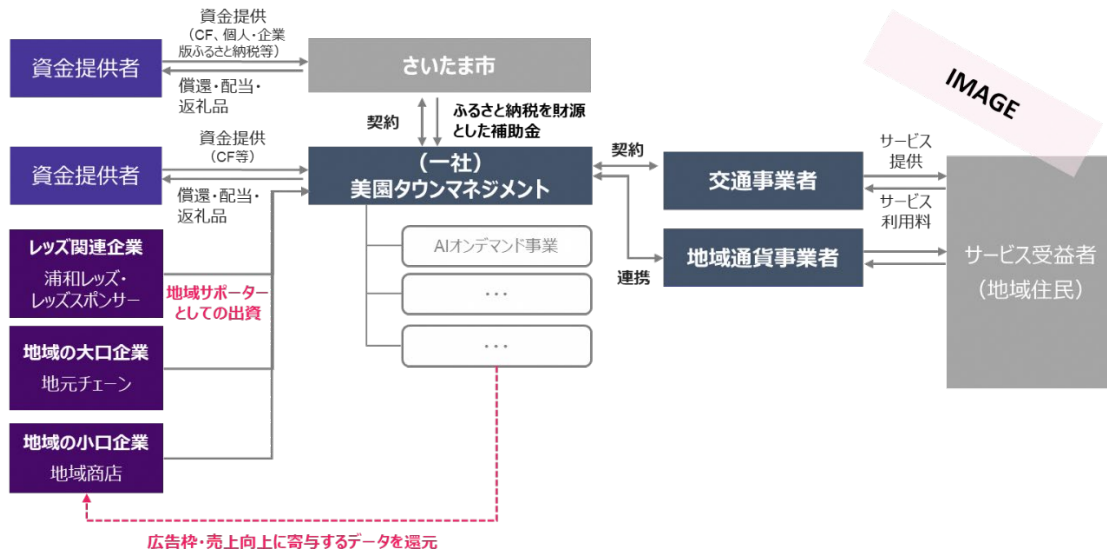 資金提供
（CF、個人・企業
版ふるさと納税等）
資金提供者
償還・配当・
返礼品
さいたま市
IMAGE
契約
ふるさと納税を財源
とした補助金
資金提供
（CF等）
資金提供者
償還・配当・
返礼品
（一社）
美園タウンマネジメント
契約
連携
交通事業者
地域通貨事業者
サービス
提供
サービス
利用料
サービス受益者
（地域住民）
AIオンデマンド事業
・・・
・・・
レッズ関連企業
浦和レッズ・
レッズスポンサー
地域サポーター
としての出資
地域の大口企業
地元チェーン
地域の小口企業
地域商店
広告枠・売上向上に寄与するデータを還元